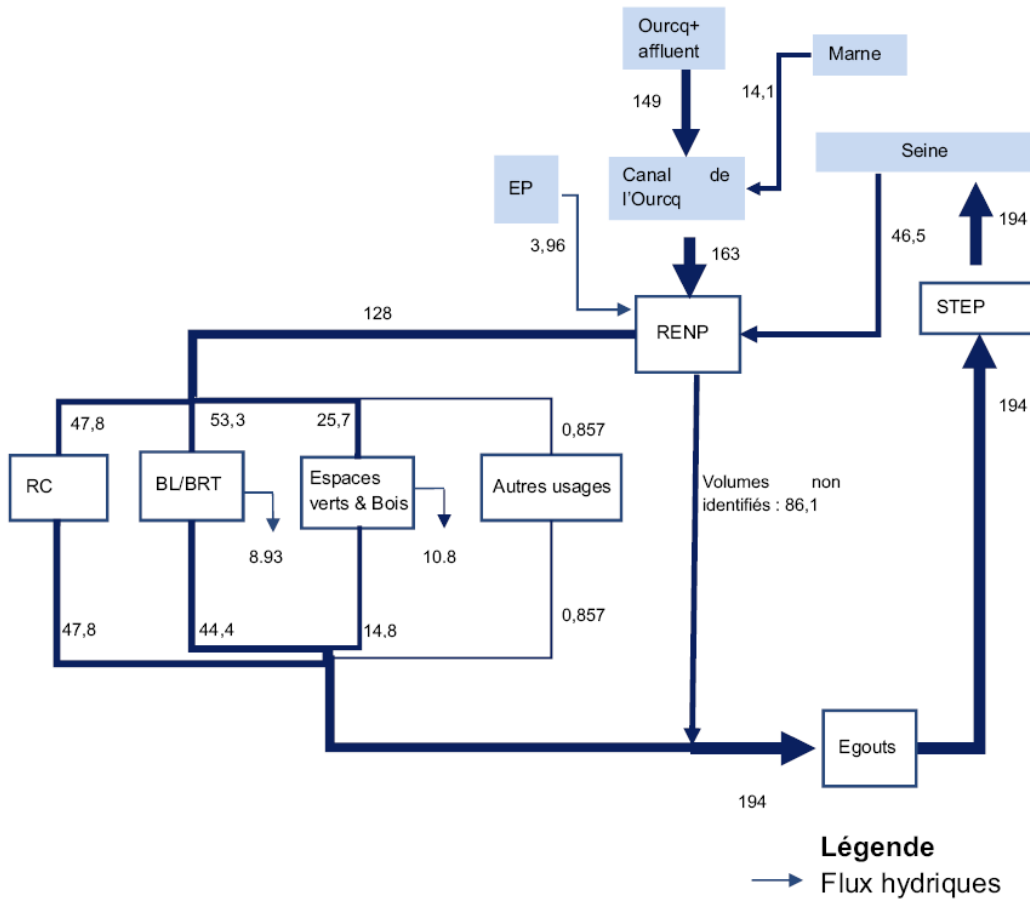 Ourcq+
affluent
Marne
149
14,1
Seine
EP
Canal de
l'Ourcq
194
3,96
163
46,5
STEP
128
RENP
194
47,8
53,3
25,7
0,857
RC
BL/BRT
Espaces
verts & Bois
Autres usages
Volumes non
identifiés : 86,1
8.93
10.8
47,8
44,4
14,8
0,857
Egouts
194
Légende
Flux hydriques